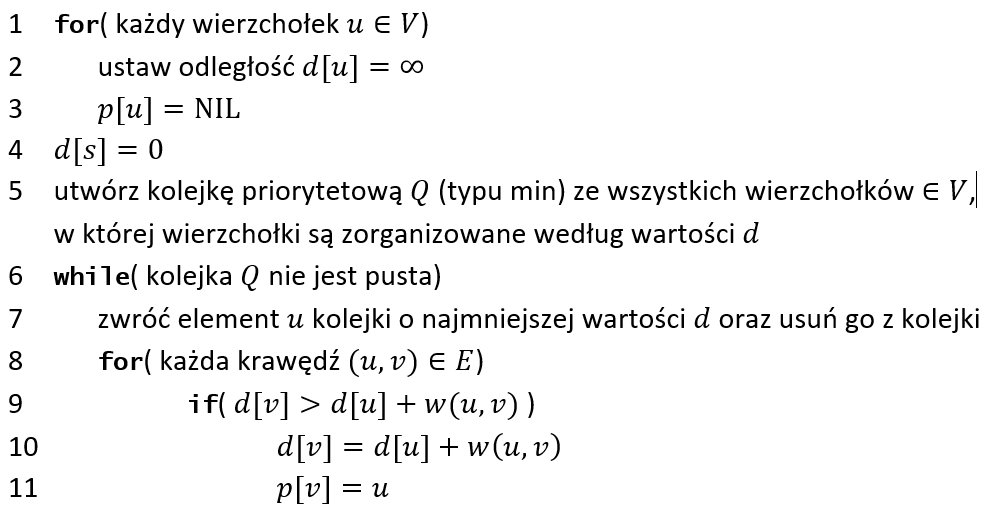 1 for( każdy wierzchołek u ∈ V)
2 ustaw odległość d[u] = ∞
3 p[u] = NIL
4 d[s] = 0
5 utwórz kolejkę priorytetową Q (typu min) ze wszystkich wierzchołków ∈ V,
w której wierzchołki są zorganizowane według wartości d
6 while( kolejka Q nie jest pusta)
7 zwróć element u kolejki o najmniejszej wartości d oraz usuń go z kolejki
8 for( każda krawędź (u, v) ∈ E)
9 if( d[v] > d[u] + w(u, v) )
10 d[v] = d[u] + w(u, v)
11 p[v] = u